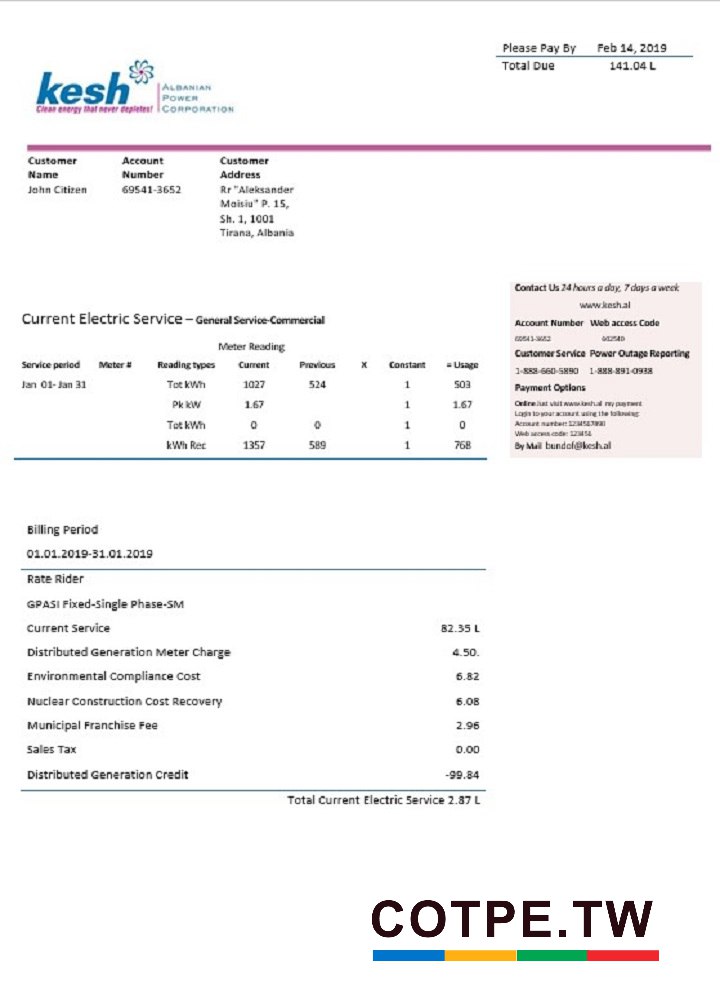 Please Pay By Feb 14, 2019
Total Due 141.04 L
kesh
Clean energy that never depletes!
ALBANIAN
POWER
CORPORATION
Customer Account Customer
Name Number Address
John Citizen 69541-3652 Rr "Aleksander
Moisiu" P. 15,
Sh. 1, 1001
Tirana, Albania
Contact Us 24 hours a day, 7 days a week
www.kesh.al
Account Number Web access Code
69541-3652
Customer Service Power Outage Reporting
1-888-660-5890 1-888-891-0938
Payment Options
Online Just visit www.kesh.al my payment
Login to your account using the following:
Account number: 1234567890
Web access code: 123456
By Mail bundof@kesh.al
Current Electric Service – General Service-Commercial
Meter Reading
Service period Meter # Reading types Current Previous X Constant = Usage
Jan 01- Jan 31 Tot kWh 1027 524 1 503
Pk kW 1.67 1 1.67
Tot kWh 0 0 1 0
kWh Rec 1357 589 1 768
Billing Period
01.01.2019-31.01.2019
Rate Rider
GPASI Fixed-Single Phase-SM
Current Service 82.35 L
Distributed Generation Meter Charge 4.50.
Environmental Compliance Cost 6.82
Nuclear Construction Cost Recovery 6.08
Municipal Franchise Fee 2.96
Sales Tax 0.00
Distributed Generation Credit -99.84
Total Current Electric Service 2.87 L
COTPE.TW